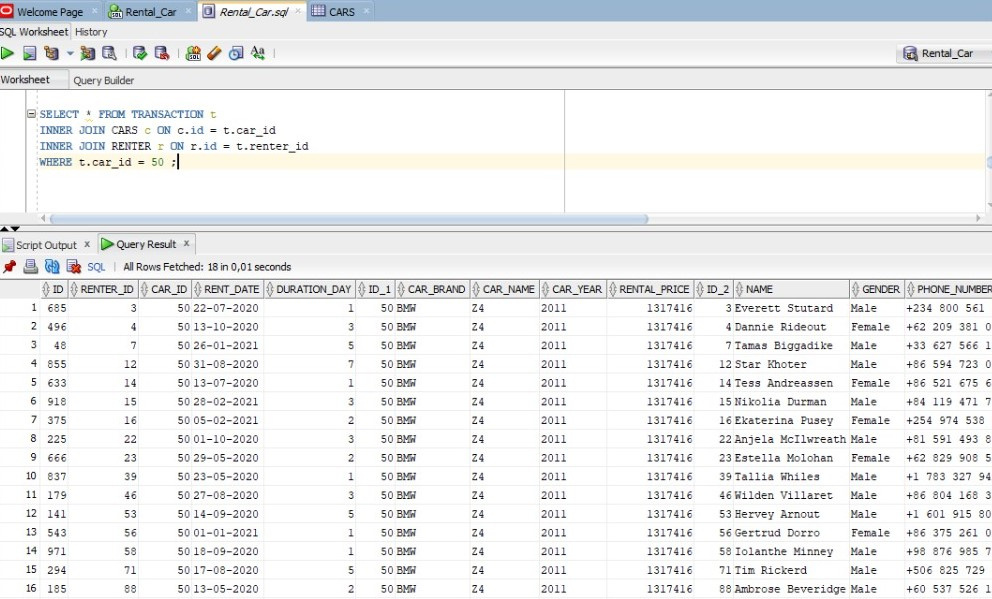 Welcome Page Rental_Car Rental_Car.sql CARS
SQL Worksheet History
Rental_Car
Worksheet Query Builder
SELECT * FROM TRANSACTION t
INNER JOIN CARS c ON c.id = t.car_id
INNER JOIN RENTER r ON r.id = t.renter_id
WHERE t.car_id = 50 ;
Script Output x Query Result x
SQL | All Rows Fetched: 18 in 0,01 seconds
ID RENTER_ID CAR_ID RENT_DATE DURATION_DAY ID_1 CAR_BRAND CAR_NAME CAR_YEAR RENTAL_PRICE ID_2 NAME GENDER PHONE_NUMBER
1 685 3 50 22-07-2020 1 50 BMW Z4 2011 1317416 3 Everett Stutard Male +234 800 561
2 496 4 50 13-10-2020 3 50 BMW Z4 2011 1317416 4 Dannie Rideout Female +62 209 381 0
3 48 7 50 26-01-2021 5 50 BMW Z4 2011 1317416 7 Tamas Biggadike Male +33 627 566 1
4 855 12 50 31-08-2020 7 50 BMW Z4 2011 1317416 12 Star Khoter Male +86 594 723 0
5 633 14 50 13-07-2020 1 50 BMW Z4 2011 1317416 14 Tess Andreassen Female +86 521 675 6
6 918 15 50 28-02-2021 3 50 BMW Z4 2011 1317416 15 Nikolia Durman Male +84 119 471 7
7 375 16 50 05-02-2021 2 50 BMW Z4 2011 1317416 16 Ekaterina Pusey Female +254 974 538
8 225 22 50 01-10-2020 3 50 BMW Z4 2011 1317416 22 Anjela McIlwreath Male +81 591 493 8
9 666 23 50 29-05-2020 2 50 BMW Z4 2011 1317416 23 Estella Molohan Female +62 829 908 5
10 837 39 50 23-05-2020 1 50 BMW Z4 2011 1317416 39 Tallia Whiles Male +1 783 327 94
11 179 46 50 27-08-2020 3 50 BMW Z4 2011 1317416 46 Wilden Villaret Male +86 804 168 3
12 141 53 50 14-09-2020 5 50 BMW Z4 2011 1317416 53 Hervey Arnout Male +1 601 915 80
13 543 56 50 01-01-2021 1 50 BMW Z4 2011 1317416 56 Gertrud Dorro Female +86 375 261 0
14 971 58 50 18-09-2020 1 50 BMW Z4 2011 1317416 58 Iolanthe Minney Male +98 876 985 7
15 294 71 50 17-08-2020 5 50 BMW Z4 2011 1317416 71 Tim Rickerd Male +506 825 729
16 185 88 50 13-05-2020 2 50 BMW Z4 2011 1317416 88 Ambrose Beveridge Male +60 537 526 1